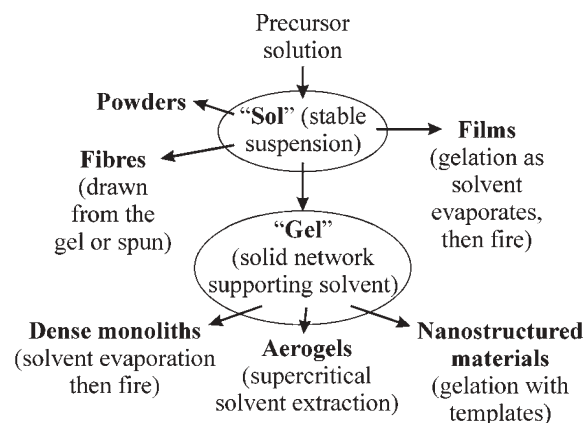 Precursor
solution
Powders
"Sol" (stable
suspension)
Films
(gelation as
solvent
evaporates,
then fire)
Fibres
(drawn
from the
gel or spun)
"Gel"
(solid network
supporting solvent)
Dense monoliths
(solvent evaporation
then fire)
Aerogels
(supercritical
solvent extraction)
Nanostructured
materials
(gelation with
templates)